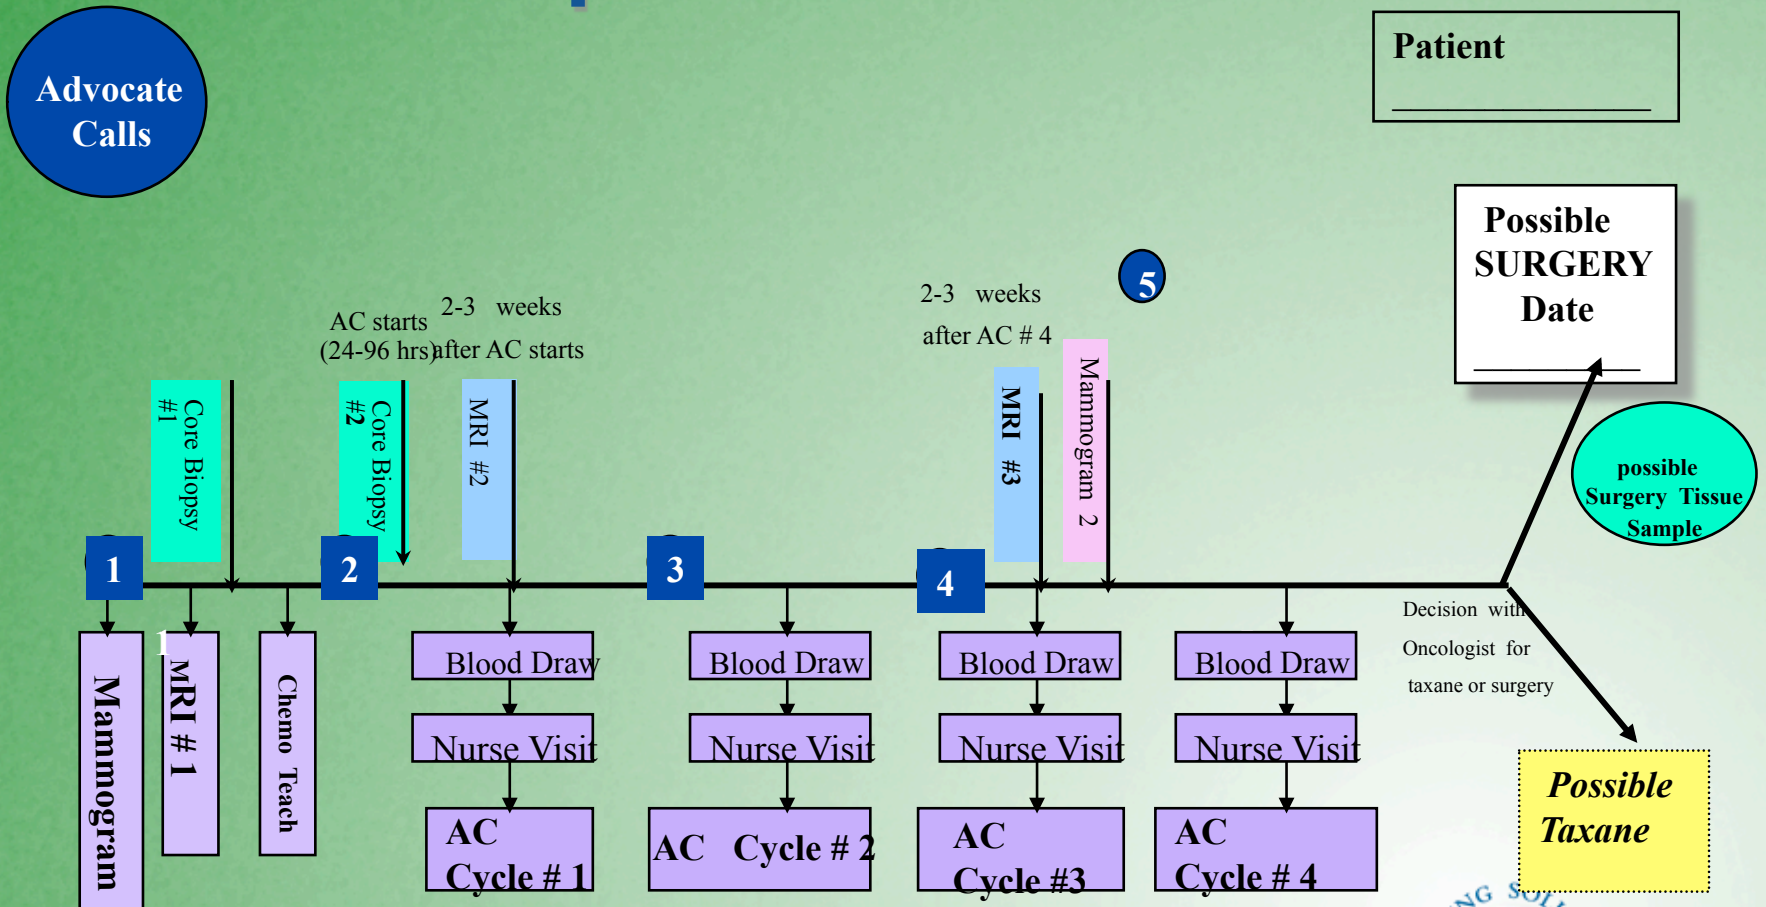 Advocate
Calls
Patient
Possible
SURGERY
Date
5
2-3 weeks
after AC # 4
2-3 weeks
after AC starts
AC starts
(24-96 hrs)
Core Biopsy
#1
Core Biopsy
#2
MRI #2
MRI #3
Mammogram 2
possible
Surgery Tissue
Sample
1
2
3
4
Decision with
Oncologist for
taxane or surgery
Mammogram
1
MRI # 1
Chemo Teach
Blood Draw
Nurse Visit
AC
Cycle # 1
Blood Draw
Nurse Visit
AC Cycle # 2
Blood Draw
Nurse Visit
AC
Cycle #3
Blood Draw
Nurse Visit
AC
Cycle # 4
Possible
Taxane